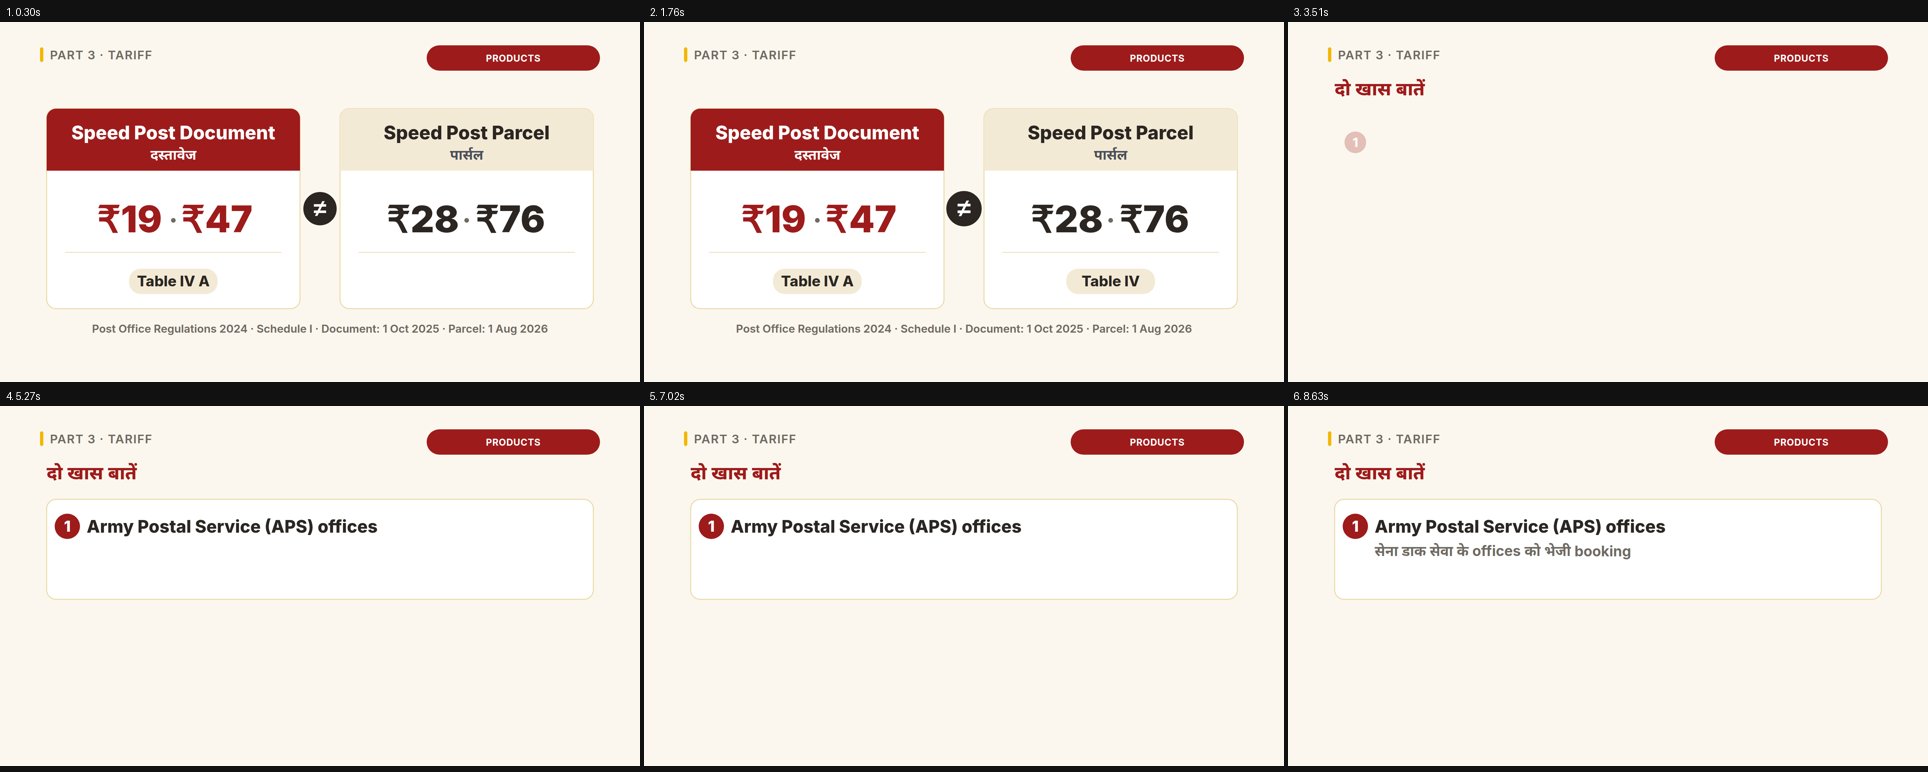 1. 0.30s
PART 3 · TARIFF
PRODUCTS
Speed Post Document
दस्तावेज
₹19 · ₹47
Table IV A
≠
Speed Post Parcel
पार्सल
₹28 · ₹76
Post Office Regulations 2024 · Schedule I · Document: 1 Oct 2025 · Parcel: 1 Aug 2026
2. 1.76s
PART 3 · TARIFF
PRODUCTS
Speed Post Document
दस्तावेज
₹19 · ₹47
Table IV A
≠
Speed Post Parcel
पार्सल
₹28 · ₹76
Table IV
Post Office Regulations 2024 · Schedule I · Document: 1 Oct 2025 · Parcel: 1 Aug 2026
3. 3.51s
PART 3 · TARIFF
PRODUCTS
दो खास बातें
1
4. 5.27s
PART 3 · TARIFF
PRODUCTS
दो खास बातें
1 Army Postal Service (APS) offices
5. 7.02s
PART 3 · TARIFF
PRODUCTS
दो खास बातें
1 Army Postal Service (APS) offices
6. 8.63s
PART 3 · TARIFF
PRODUCTS
दो खास बातें
1 Army Postal Service (APS) offices
सेना डाक सेवा के offices को भेजी booking